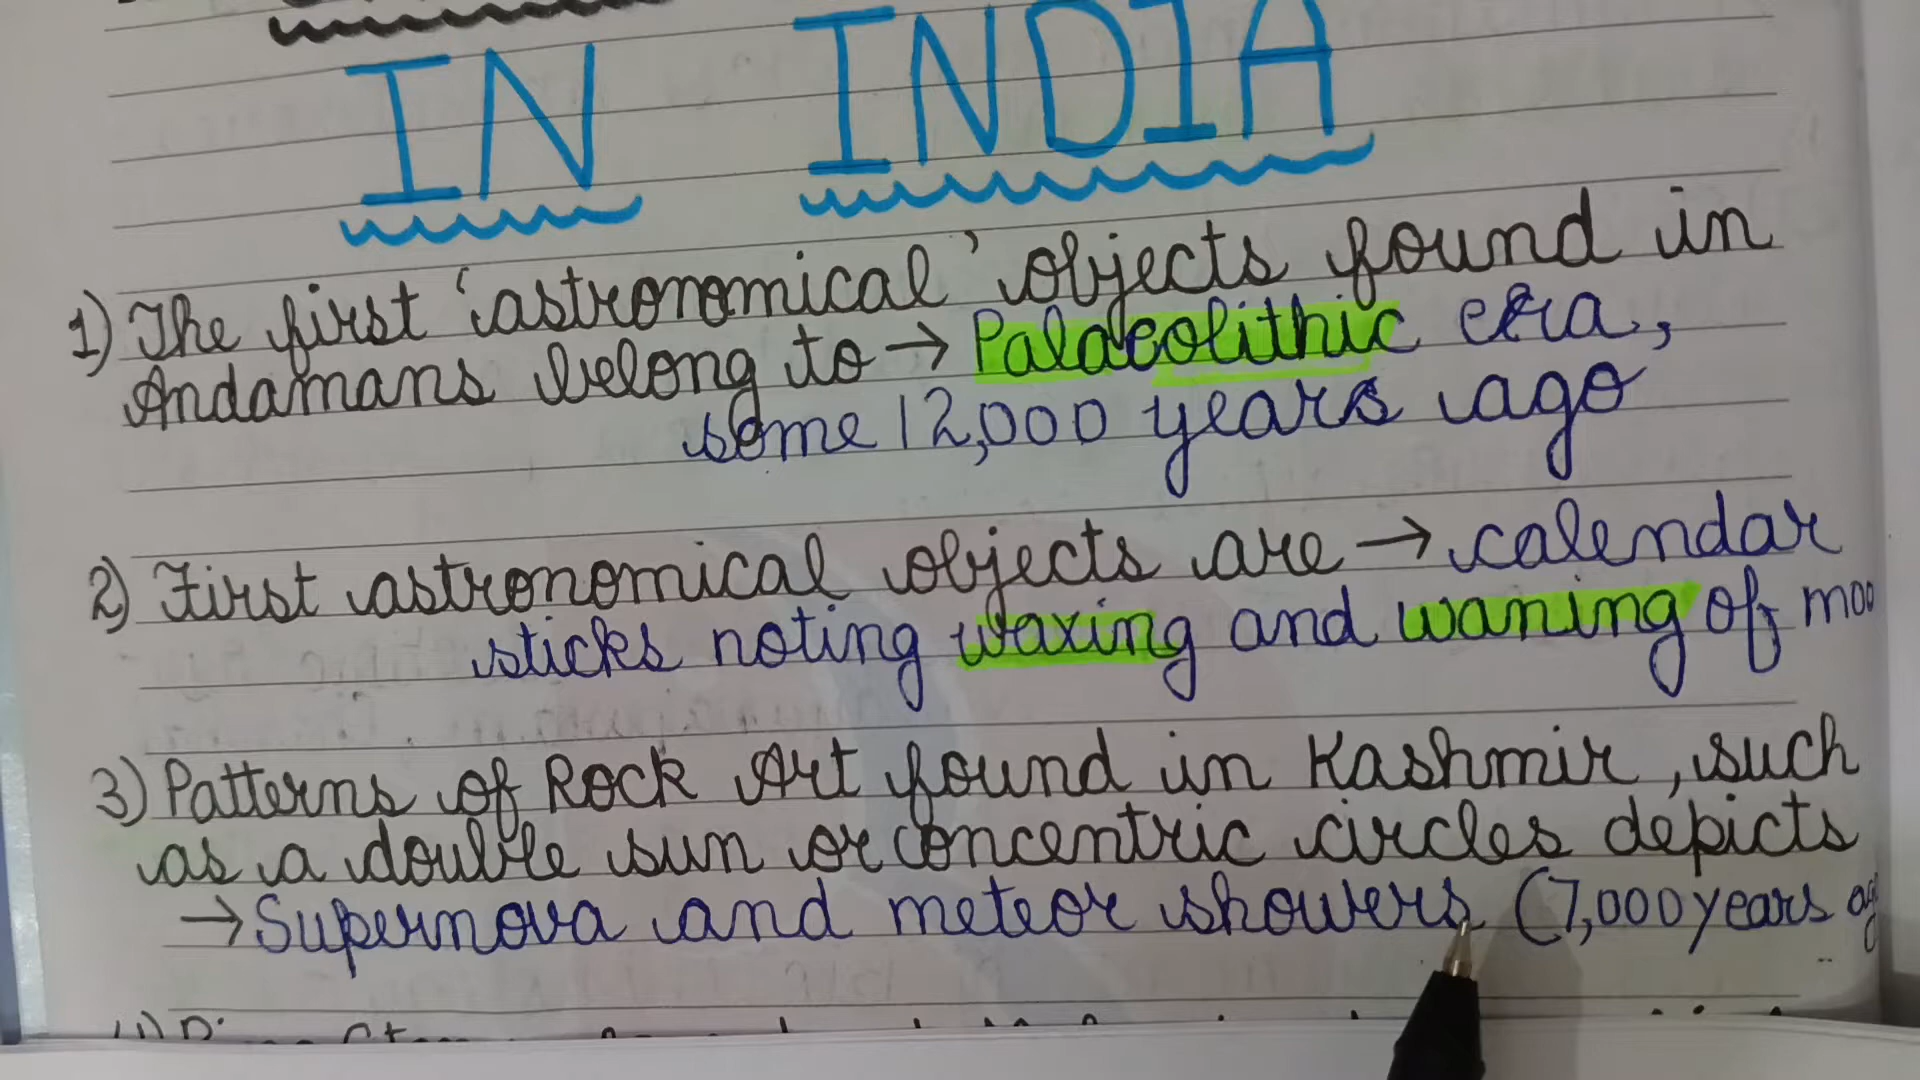 IN INDIA
1) The first 'astronomical' objects found in
Andamans belong to → Palaeolithic era,
some 12,000 years ago
2) First astronomical objects are → calendar
sticks noting waxing and waning of moo
3) Patterns of Rock Art found in Kashmir, such
as a double sun or concentric circles depicts
→ Supernova and meteor showers (7,000 years ag